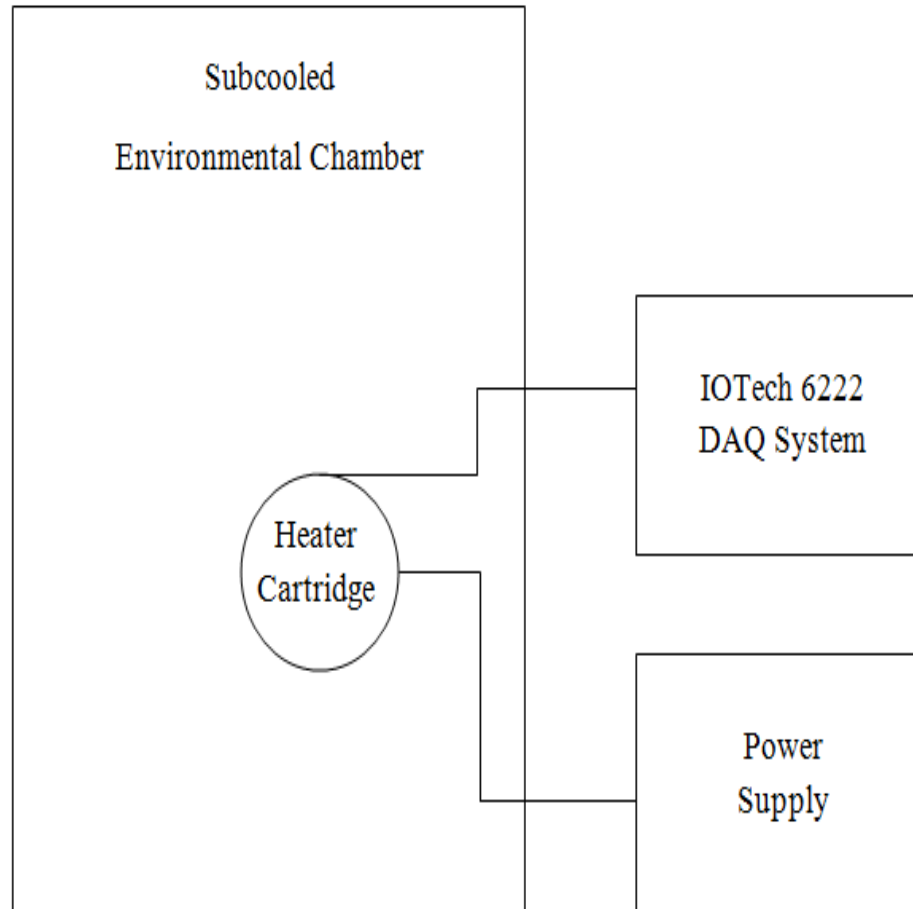 Subcooled
Environmental Chamber
IOTech 6222
DAQ System
Heater
Cartridge
Power
Supply